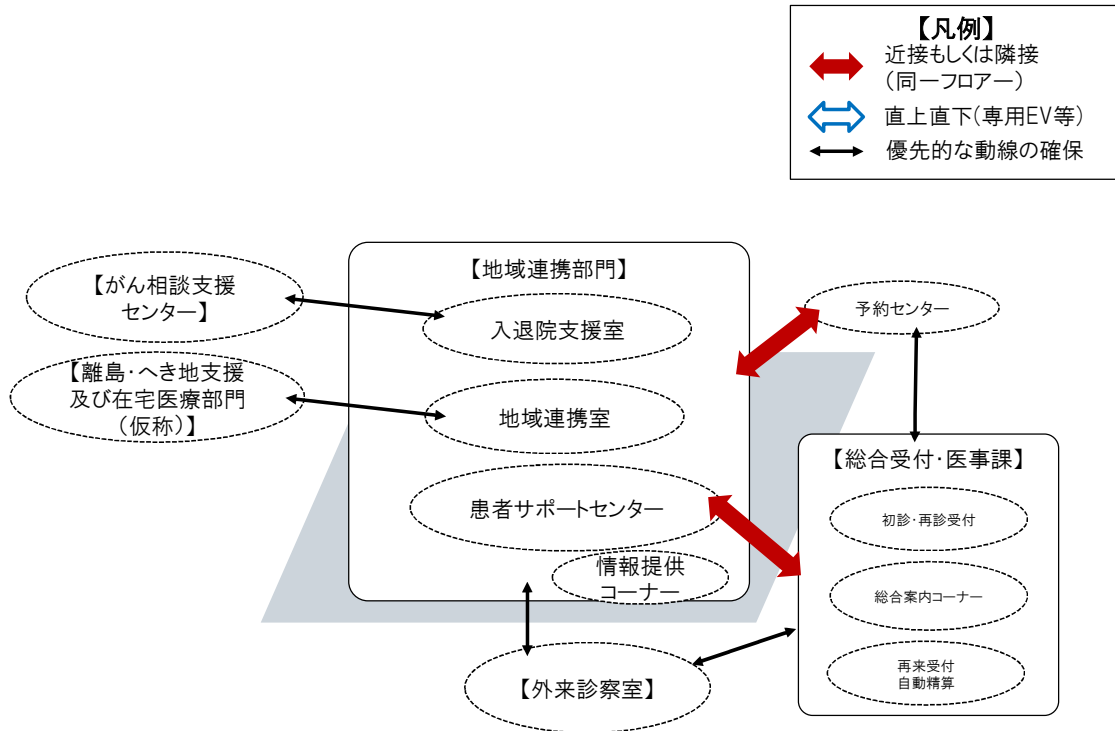 【凡例】
近接もしくは隣接
(同一フロアー)
直上直下(専用EV等)
優先的な動線の確保
【がん相談支援
センター】
【離島・へき地支援
及び在宅医療部門
(仮称)】
【地域連携部門】
入退院支援室
地域連携室
患者サポートセンター
情報提供
コーナー
予約センター
【総合受付・医事課】
初診・再診受付
総合案内コーナー
再来受付
自動精算
【外来診察室】